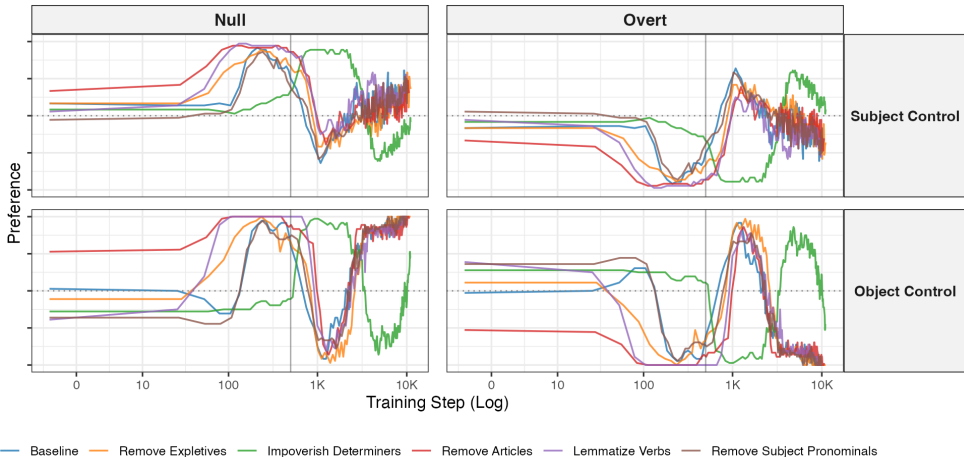 Null
Overt
Preference
Subject Control
Object Control
0 10 100 1K 10K
0 10 100 1K 10K
Training Step (Log)
Baseline Remove Expletives Impoverish Determiners Remove Articles Lemmatize Verbs Remove Subject Pronominals